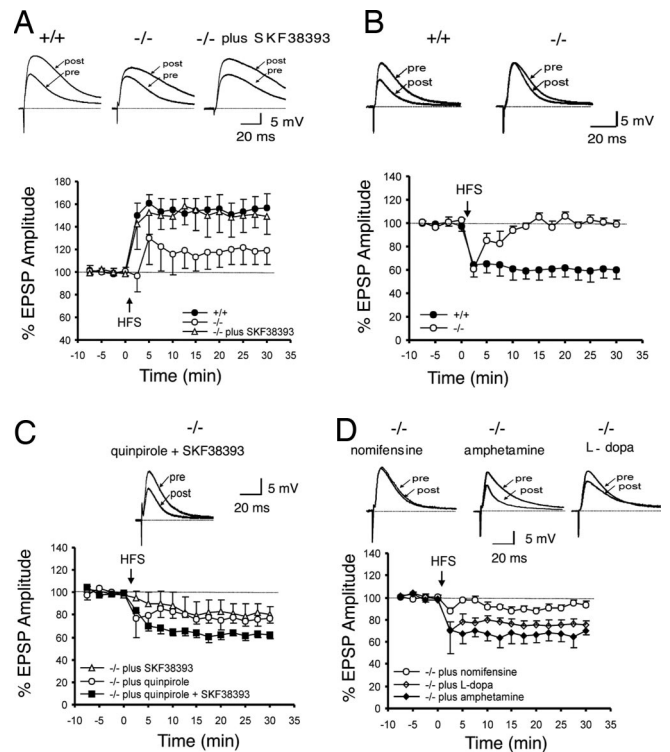 A
+/+
-/-
-/- plus SKF38393
post
pre
post
pre
post
pre
5 mV
20 ms
% EPSP Amplitude
180
160
140
120
100
80
60
40
HFS
+/+
-/-
-/- plus SKF38393
-10 -5 0 5 10 15 20 25 30 35
Time (min)
B
+/+
-/-
pre
post
pre
post
5 mV
20 ms
% EPSP Amplitude
140
120
100
80
60
40
20
0
HFS
+/+
-/-
-10 -5 0 5 10 15 20 25 30 35
Time (min)
C
-/-
quinpirole + SKF38393
pre
post
5 mV
20 ms
% EPSP Amplitude
140
120
100
80
60
40
20
0
HFS
-/- plus SKF38393
-/- plus quinpirole
-/- plus quinpirole + SKF38393
-10 -5 0 5 10 15 20 25 30 35
Time (min)
D
-/-
nomifensine
-/-
amphetamine
-/-
L- dopa
pre
post
pre
post
pre
post
5 mV
20 ms
% EPSP Amplitude
140
120
100
80
60
40
20
0
HFS
-/- plus nomifensine
-/- plus L-dopa
-/- plus amphetamine
-10 -5 0 5 10 15 20 25 30 35
Time (min)